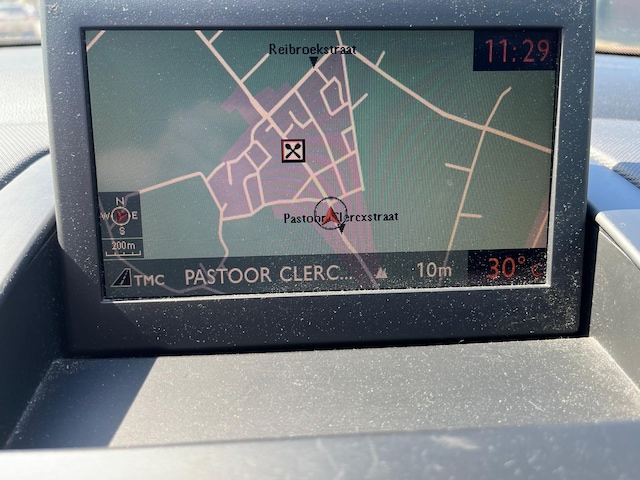 Reibroekstraat
11:29
Pastoor Clercxstraat
N
W E
S
200m
TMC PASTOOR CLERC... 10m 30° C